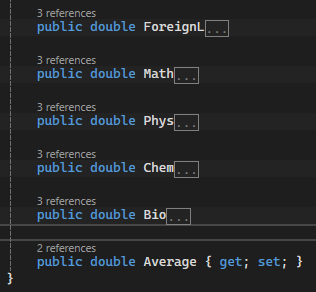 3 references
public double ForeignL...
3 references
public double Math...
3 references
public double Phys...
3 references
public double Chem...
3 references
public double Bio...
2 references
public double Average { get; set; }
}